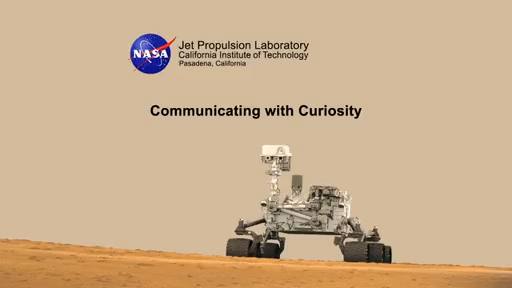 NASA
Jet Propulsion Laboratory
California Institute of Technology
Pasadena, California
Communicating with Curiosity